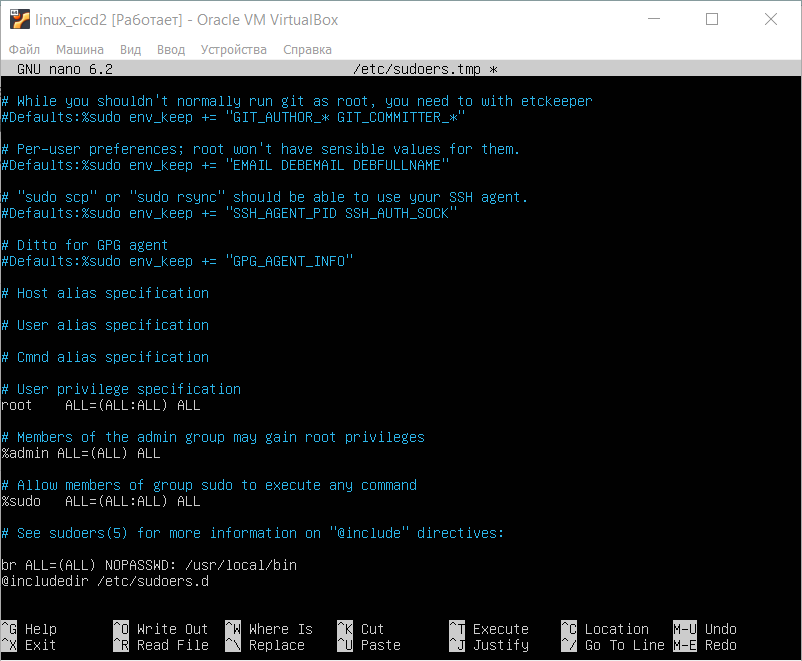 linux_cicd2 [Работает] - Oracle VM VirtualBox
Файл Машина Вид Ввод Устройства Справка
GNU nano 6.2 /etc/sudoers.tmp *
# While you shouldn't normally run git as root, you need to with etckeeper
#Defaults:%sudo env_keep += "GIT_AUTHOR_* GIT_COMMITTER_*"
# Per-user preferences; root won't have sensible values for them.
#Defaults:%sudo env_keep += "EMAIL DEBEMAIL DEBFULLNAME"
# "sudo scp" or "sudo rsync" should be able to use your SSH agent.
#Defaults:%sudo env_keep += "SSH_AGENT_PID SSH_AUTH_SOCK"
# Ditto for GPG agent
#Defaults:%sudo env_keep += "GPG_AGENT_INFO"
# Host alias specification
# User alias specification
# Cmnd alias specification
# User privilege specification
root ALL=(ALL:ALL) ALL
# Members of the admin group may gain root privileges
%admin ALL=(ALL) ALL
# Allow members of group sudo to execute any command
%sudo ALL=(ALL:ALL) ALL
# See sudoers(5) for more information on "@include" directives:
br ALL=(ALL) NOPASSWD: /usr/local/bin
@includedir /etc/sudoers.d
^G Help ^O Write Out ^W Where Is ^K Cut ^T Execute ^C Location M-U Undo
^X Exit ^R Read File ^\ Replace ^U Paste ^J Justify ^/ Go To Line M-E Redo